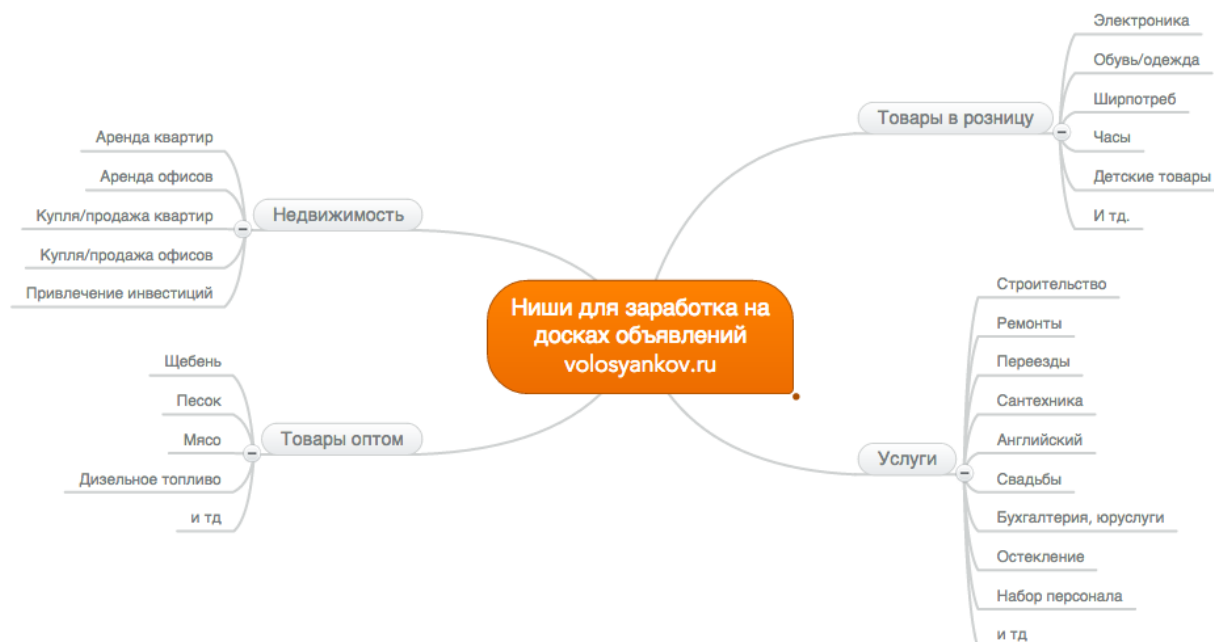 Ниши для заработка на
досках объявлений
volosyankov.ru
Недвижимость
Аренда квартир
Аренда офисов
Купля/продажа квартир
Купля/продажа офисов
Привлечение инвестиций
Товары оптом
Щебень
Песок
Мясо
Дизельное топливо
и тд
Товары в розницу
Электроника
Обувь/одежда
Ширпотреб
Часы
Детские товары
И тд.
Услуги
Строительство
Ремонты
Переезды
Сантехника
Английский
Свадьбы
Бухгалтерия, юруслуги
Остекление
Набор персонала
и тд